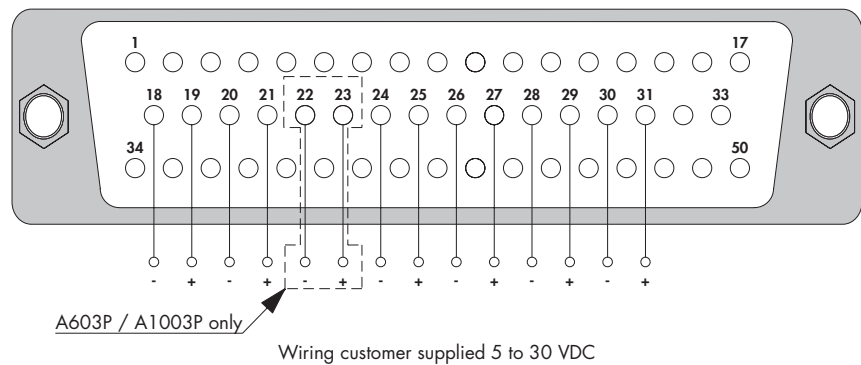 1 17
18 19 20 21 22 23 24 25 26 27 28 29 30 31 33
34 50
- + - + - + - + - + - + - +
A603P / A1003P only
Wiring customer supplied 5 to 30 VDC